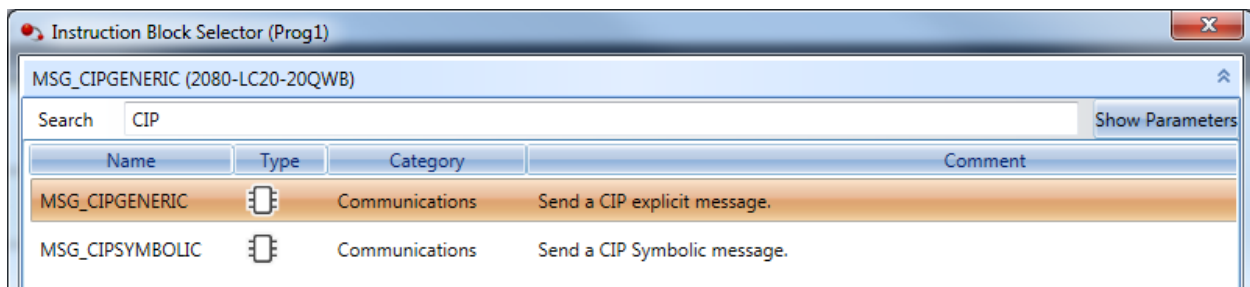 Instruction Block Selector (Prog1)
MSG_CIPGENERIC (2080-LC20-20QWB)
Search CIP Show Parameters
Name Type Category Comment
MSG_CIPGENERIC Communications Send a CIP explicit message.
MSG_CIPSYMBOLIC Communications Send a CIP Symbolic message.